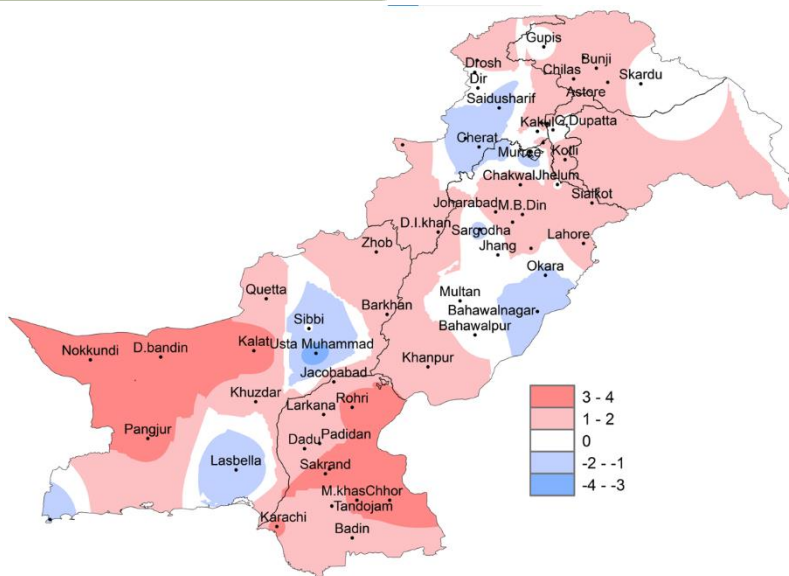 Gupis
Drosh
Bunji
Dir
Chilas
Skardu
Astore
Saidusharif
Kakul
G.Dupatta
Cherat
Murree
Kotli
Chakwal
Jhelum
Sialkot
Joharabad
M.B.Din
D.I.khan
Sargodha
Lahore
Zhob
Jhang
Okara
Quetta
Multan
Barkhan
Bahawalnagar
Sibbi
Bahawalpur
Usta Muhammad
Nokkundi
D.bandin
Kalat
Khanpur
Jacobabad
Khuzdar
Larkana
Rohri
Pangjur
Dadu
Padidan
Lasbella
Sakrand
M.khas
Chhor
Tandojam
Karachi
Badin
3 - 4
1 - 2
0
-2 - -1
-4 - -3